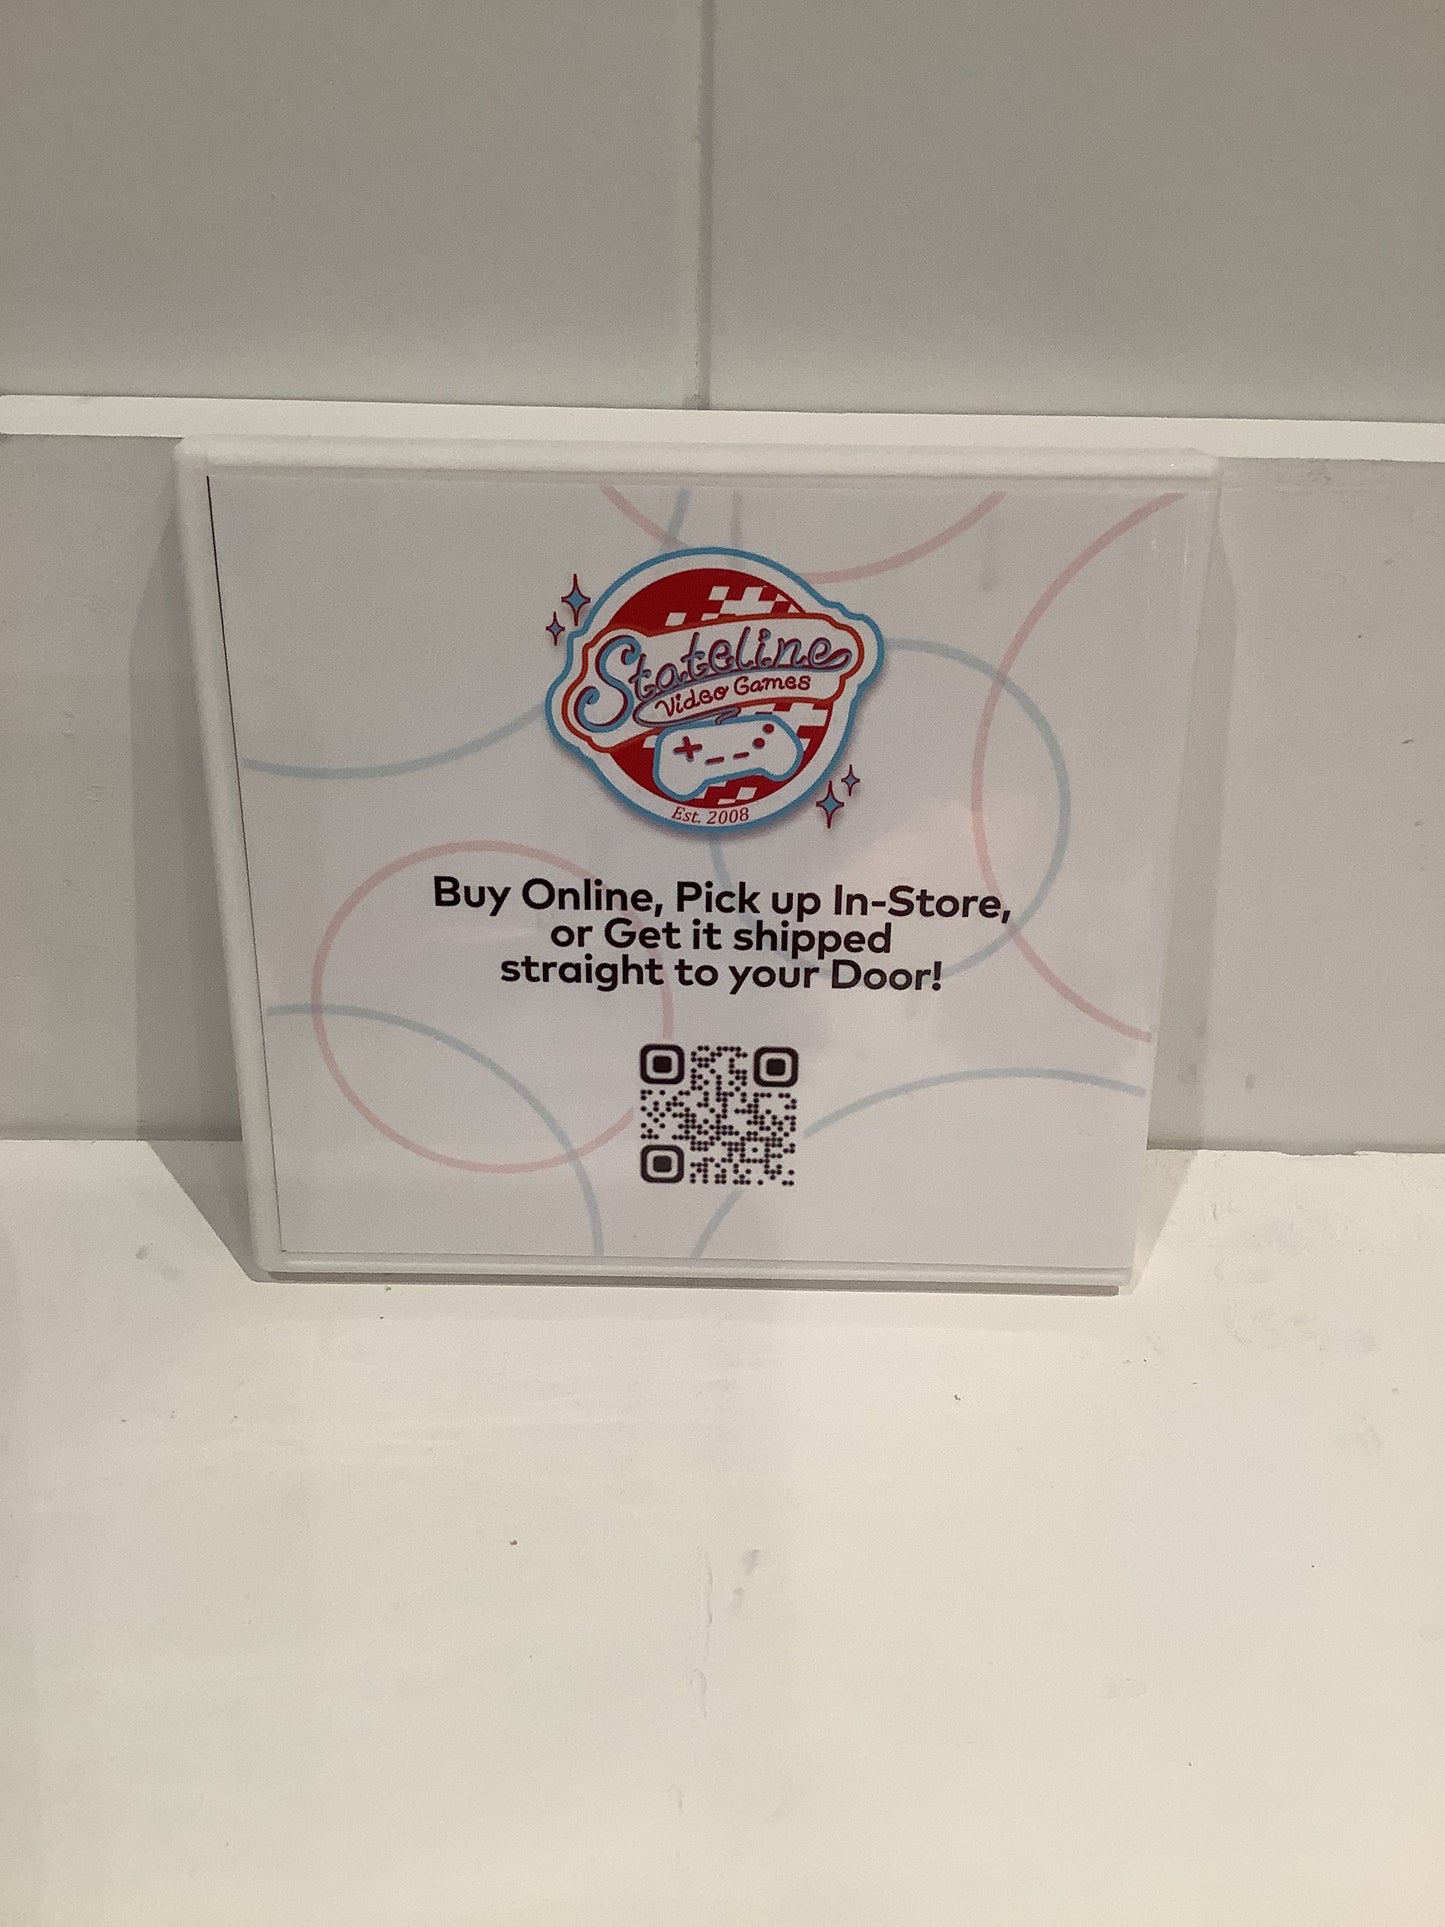 Stateline
Video Games
Est. 2008
Buy Online, Pick up In-Store,
or Get it shipped
straight to your Door!